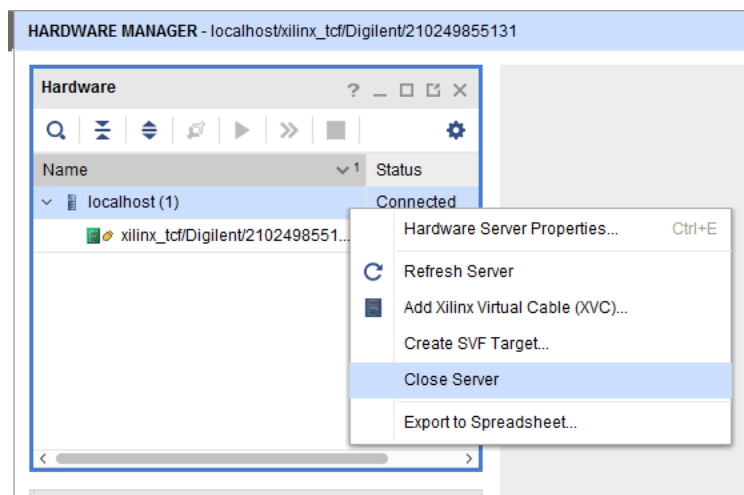 HARDWARE MANAGER - localhost/xilinx_tcf/Digilent/210249855131
Hardware
Name 1 Status
localhost (1) Connected
xilinx_tcf/Digilent/2102498551...
Hardware Server Properties... Ctrl+E
Refresh Server
Add Xilinx Virtual Cable (XVC)...
Create SVF Target...
Close Server
Export to Spreadsheet...